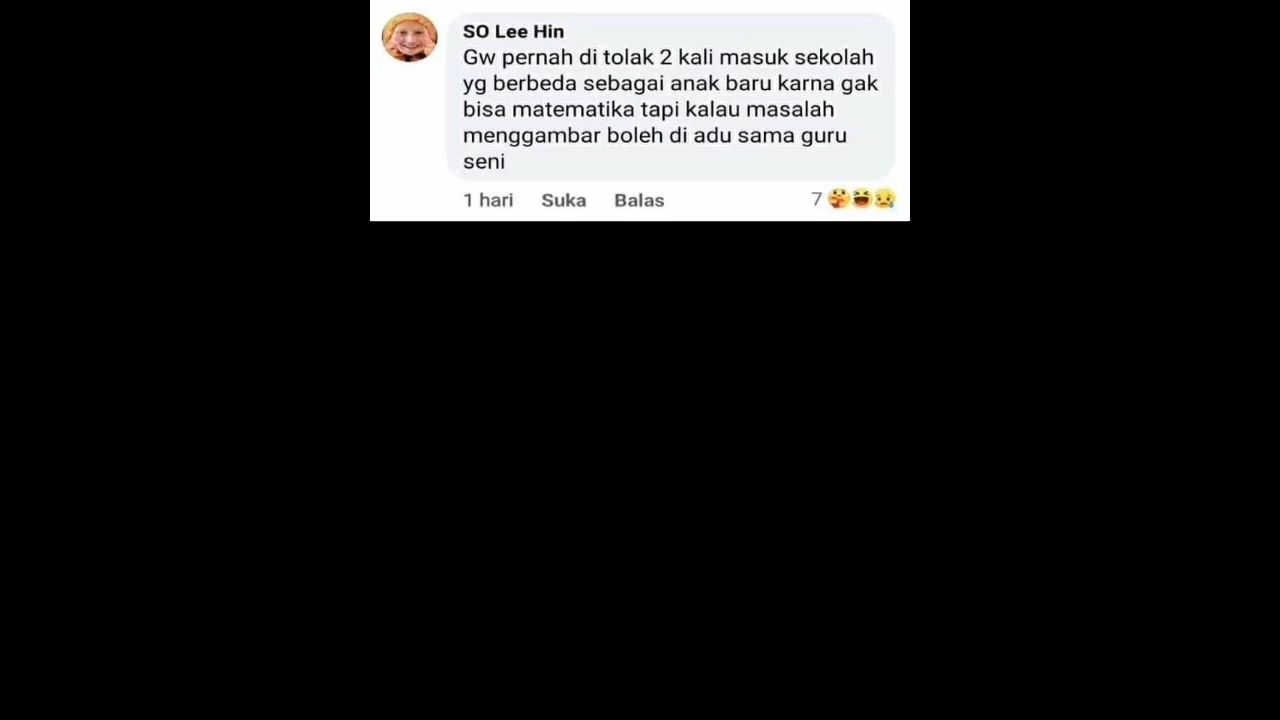 SO Lee Hin
Gw pernah di tolak 2 kali masuk sekolah
yg berbeda sebagai anak baru karna gak
bisa matematika tapi kalau masalah
menggambar boleh di adu sama guru
seni
1 hari Suka Balas 7